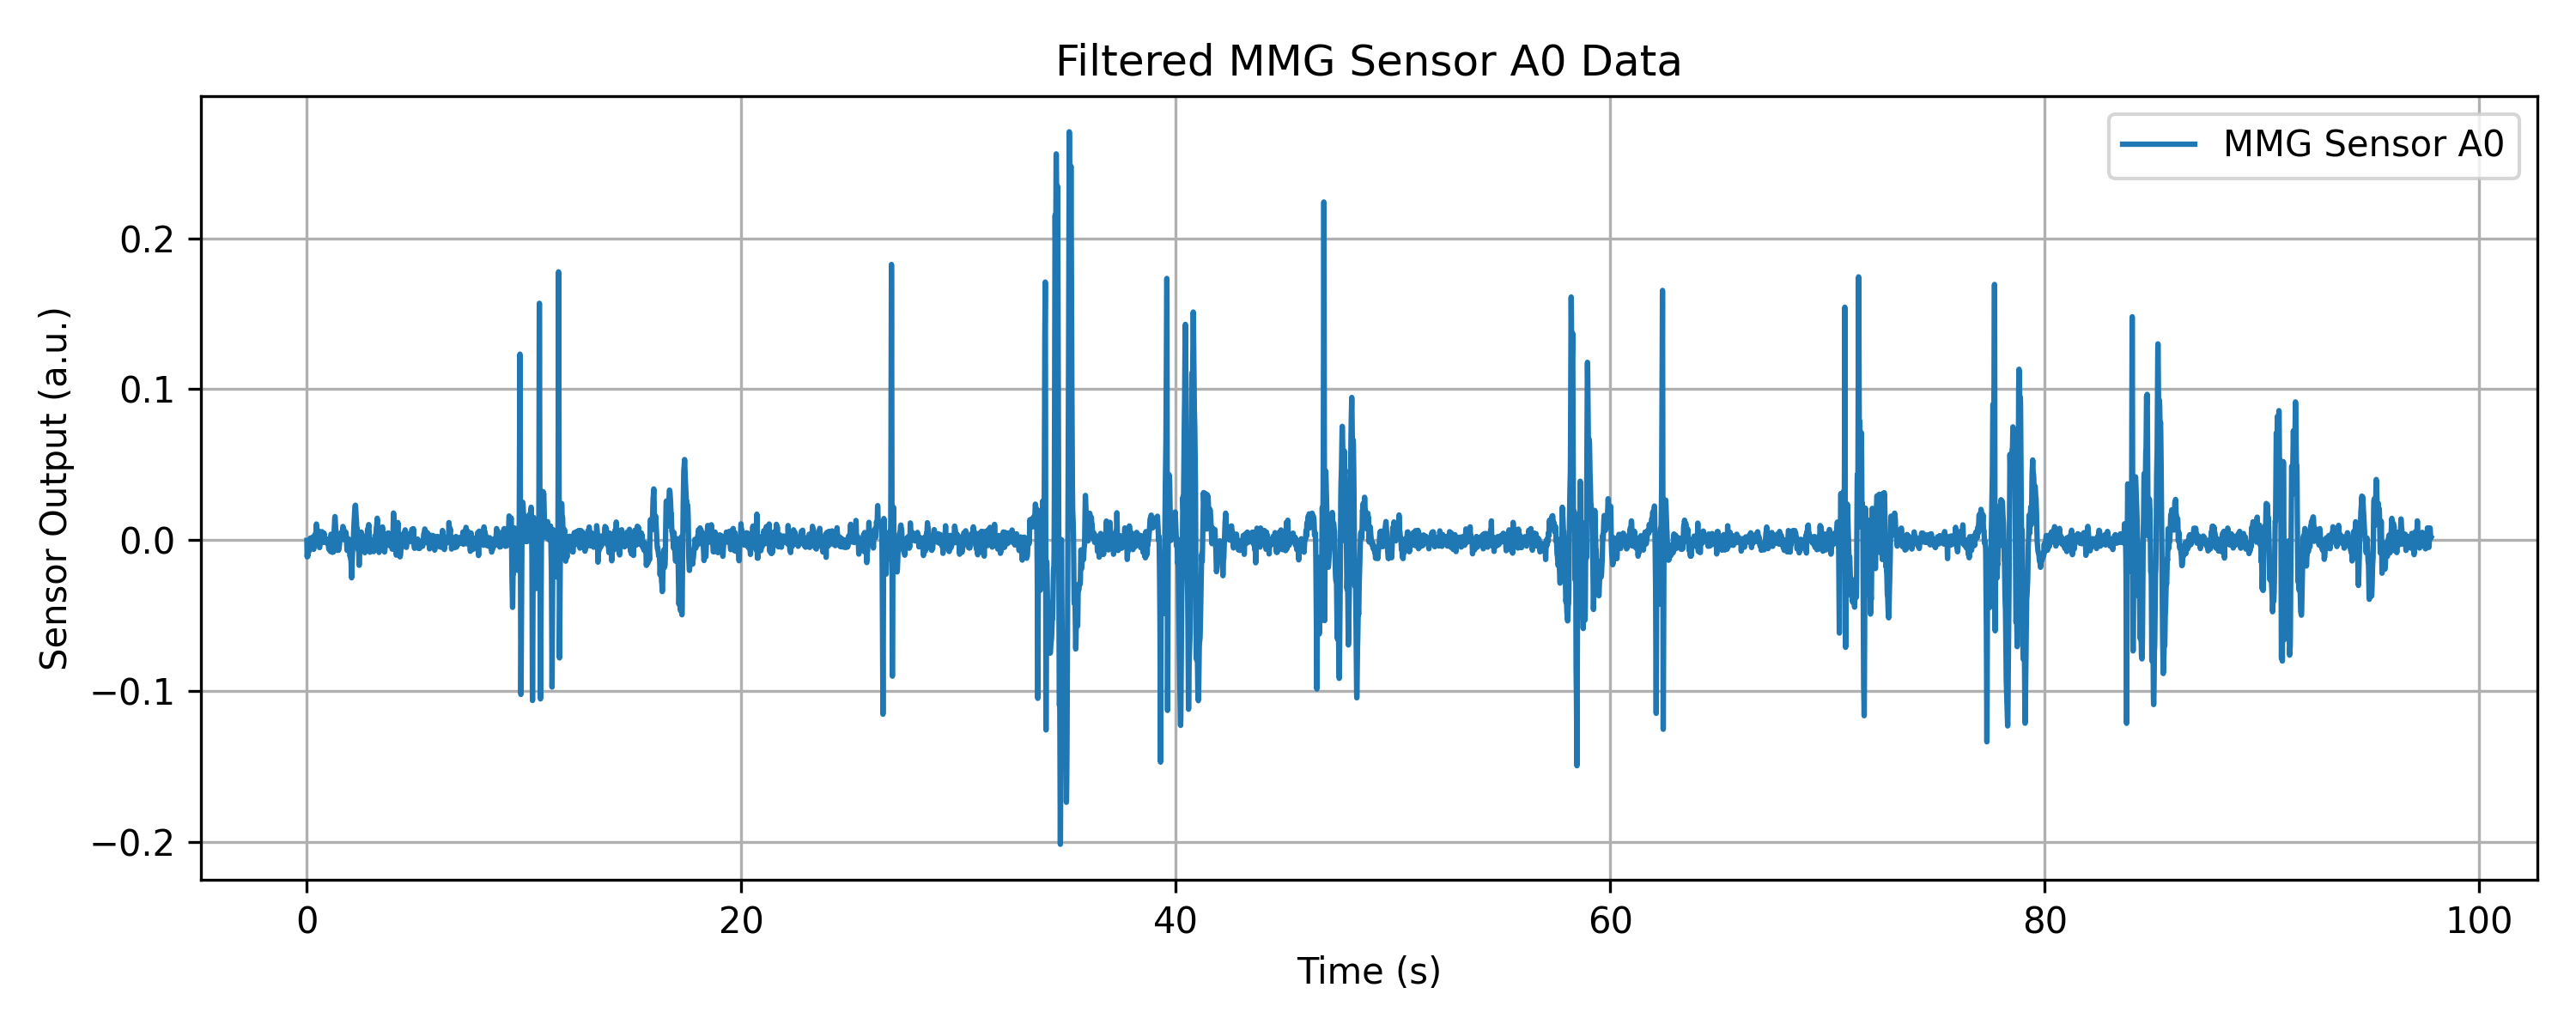 Filtered MMG Sensor A0 Data
MMG Sensor A0
Sensor Output (a.u.)
0.2
0.1
0.0
−0.1
−0.2
0 20 40 60 80 100
Time (s)